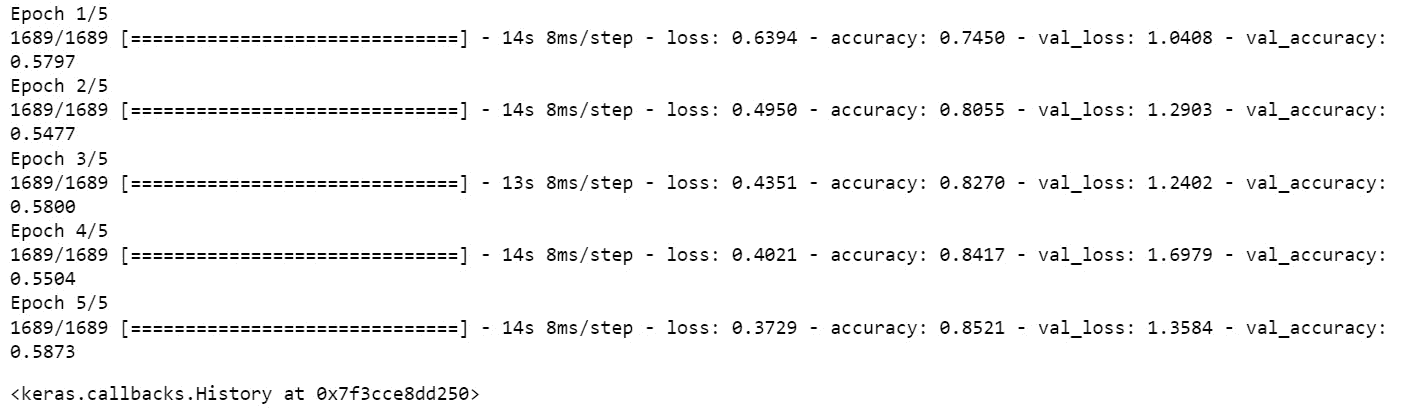 Epoch 1/5
1689/1689 [==============================] - 14s 8ms/step - loss: 0.6394 - accuracy: 0.7450 - val_loss: 1.0408 - val_accuracy:
0.5797
Epoch 2/5
1689/1689 [==============================] - 14s 8ms/step - loss: 0.4950 - accuracy: 0.8055 - val_loss: 1.2903 - val_accuracy:
0.5477
Epoch 3/5
1689/1689 [==============================] - 13s 8ms/step - loss: 0.4351 - accuracy: 0.8270 - val_loss: 1.2402 - val_accuracy:
0.5800
Epoch 4/5
1689/1689 [==============================] - 14s 8ms/step - loss: 0.4021 - accuracy: 0.8417 - val_loss: 1.6979 - val_accuracy:
0.5504
Epoch 5/5
1689/1689 [==============================] - 14s 8ms/step - loss: 0.3729 - accuracy: 0.8521 - val_loss: 1.3584 - val_accuracy:
0.5873
<keras.callbacks.History at 0x7f3cce8dd250>